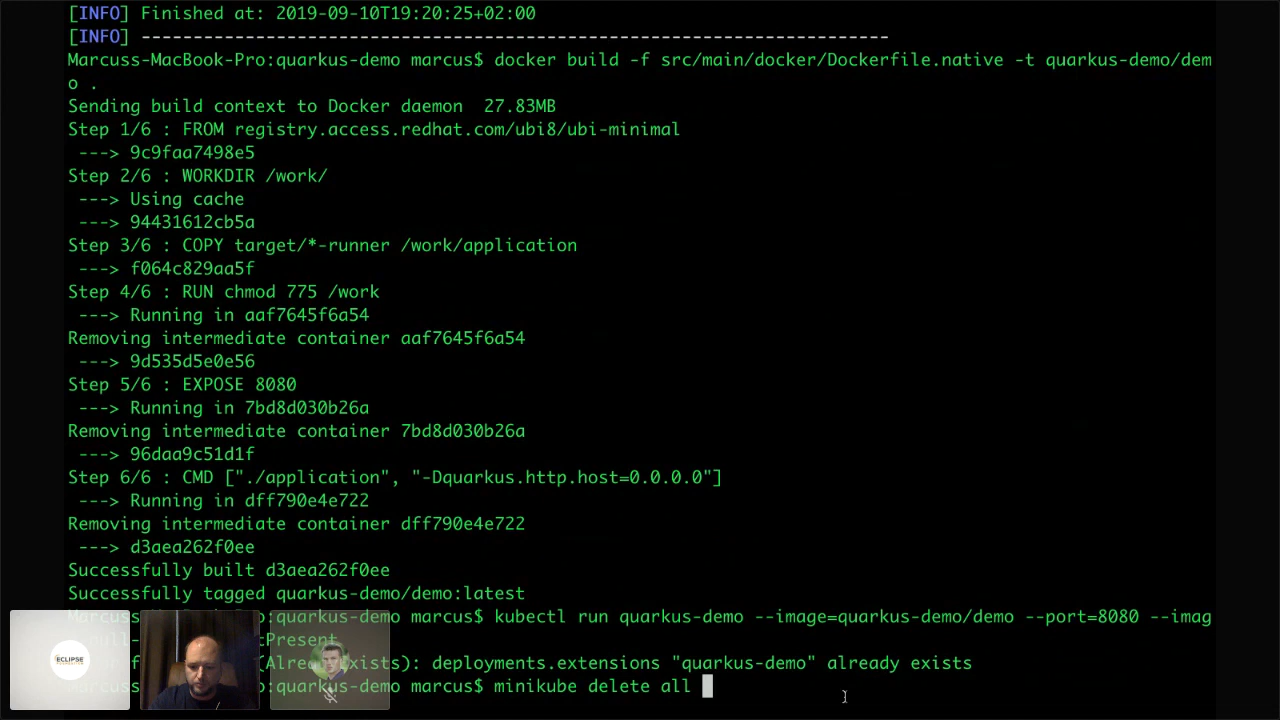 [INFO] Finished at: 2019-09-10T19:20:25+02:00
[INFO] ------------------------------------------------------------------------
Marcuss-MacBook-Pro:quarkus-demo marcus$ docker build -f src/main/docker/Dockerfile.native -t quarkus-demo/dem
o .
Sending build context to Docker daemon  27.83MB
Step 1/6 : FROM registry.access.redhat.com/ubi8/ubi-minimal
 ---> 9c9faa7498e5
Step 2/6 : WORKDIR /work/
 ---> Using cache
 ---> 94431612cb5a
Step 3/6 : COPY target/*-runner /work/application
 ---> f064c829aa5f
Step 4/6 : RUN chmod 775 /work
 ---> Running in aaf7645f6a54
Removing intermediate container aaf7645f6a54
 ---> 9d535d5e0e56
Step 5/6 : EXPOSE 8080
 ---> Running in 7bd8d030b26a
Removing intermediate container 7bd8d030b26a
 ---> 96daa9c51d1f
Step 6/6 : CMD ["./application", "-Dquarkus.http.host=0.0.0.0"]
 ---> Running in dff790e4e722
Removing intermediate container dff790e4e722
 ---> d3aea262f0ee
Successfully built d3aea262f0ee
Successfully tagged quarkus-demo/demo:latest
:quarkus-demo marcus$ kubectl run quarkus-demo --image=quarkus-demo/demo --port=8080 --imag
tPresent
(AlreadyExists): deployments.extensions "quarkus-demo" already exists
:quarkus-demo marcus$ minikube delete all
ECLIPSE
FOUNDATION